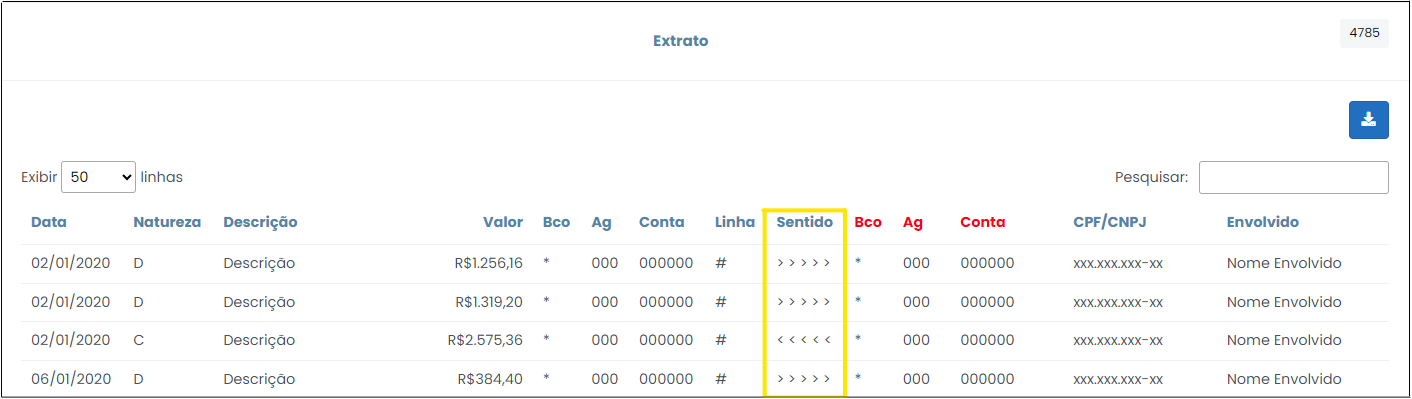 Extrato
4785
Exibir 50 linhas
Pesquisar:
Data Natureza Descrição Valor Bco Ag Conta Linha Sentido Bco Ag Conta CPF/CNPJ Envolvido
02/01/2020 D Descrição R$1.256,16 * 000 000000 # > > > > > * 000 000000 xxx.xxx.xxx-xx Nome Envolvido
02/01/2020 D Descrição R$1.319,20 * 000 000000 # > > > > > * 000 000000 xxx.xxx.xxx-xx Nome Envolvido
02/01/2020 C Descrição R$2.575,36 * 000 000000 # < < < < < * 000 000000 xxx.xxx.xxx-xx Nome Envolvido
06/01/2020 D Descrição R$384,40 * 000 000000 # > > > > > * 000 000000 xxx.xxx.xxx-xx Nome Envolvido